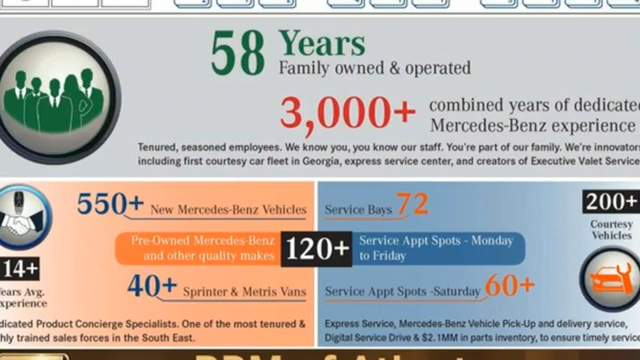 58 Years
Family owned & operated
3,000+ combined years of dedicated
Mercedes-Benz experience
Tenured, seasoned employees. We know you, you know our staff. You're part of our family. We're innovators
including first courtesy car fleet in Georgia, express service center, and creators of Executive Valet Service
550+ New Mercedes-Benz Vehicles
Pre-Owned Mercedes-Benz
and other quality makes
120+
40+ Sprinter & Metris Vans
14+
Years Avg.
Experience
dicated Product Concierge Specialists. One of the most tenured &
hly trained sales forces in the South East.
Service Bays 72
Service Appt Spots - Monday
to Friday
Service Appt Spots -Saturday 60+
200+
Courtesy
Vehicles
Express Service, Mercedes-Benz Vehicle Pick-Up and delivery service,
Digital Service Drive & $2.1MM in parts inventory, to ensure timely service